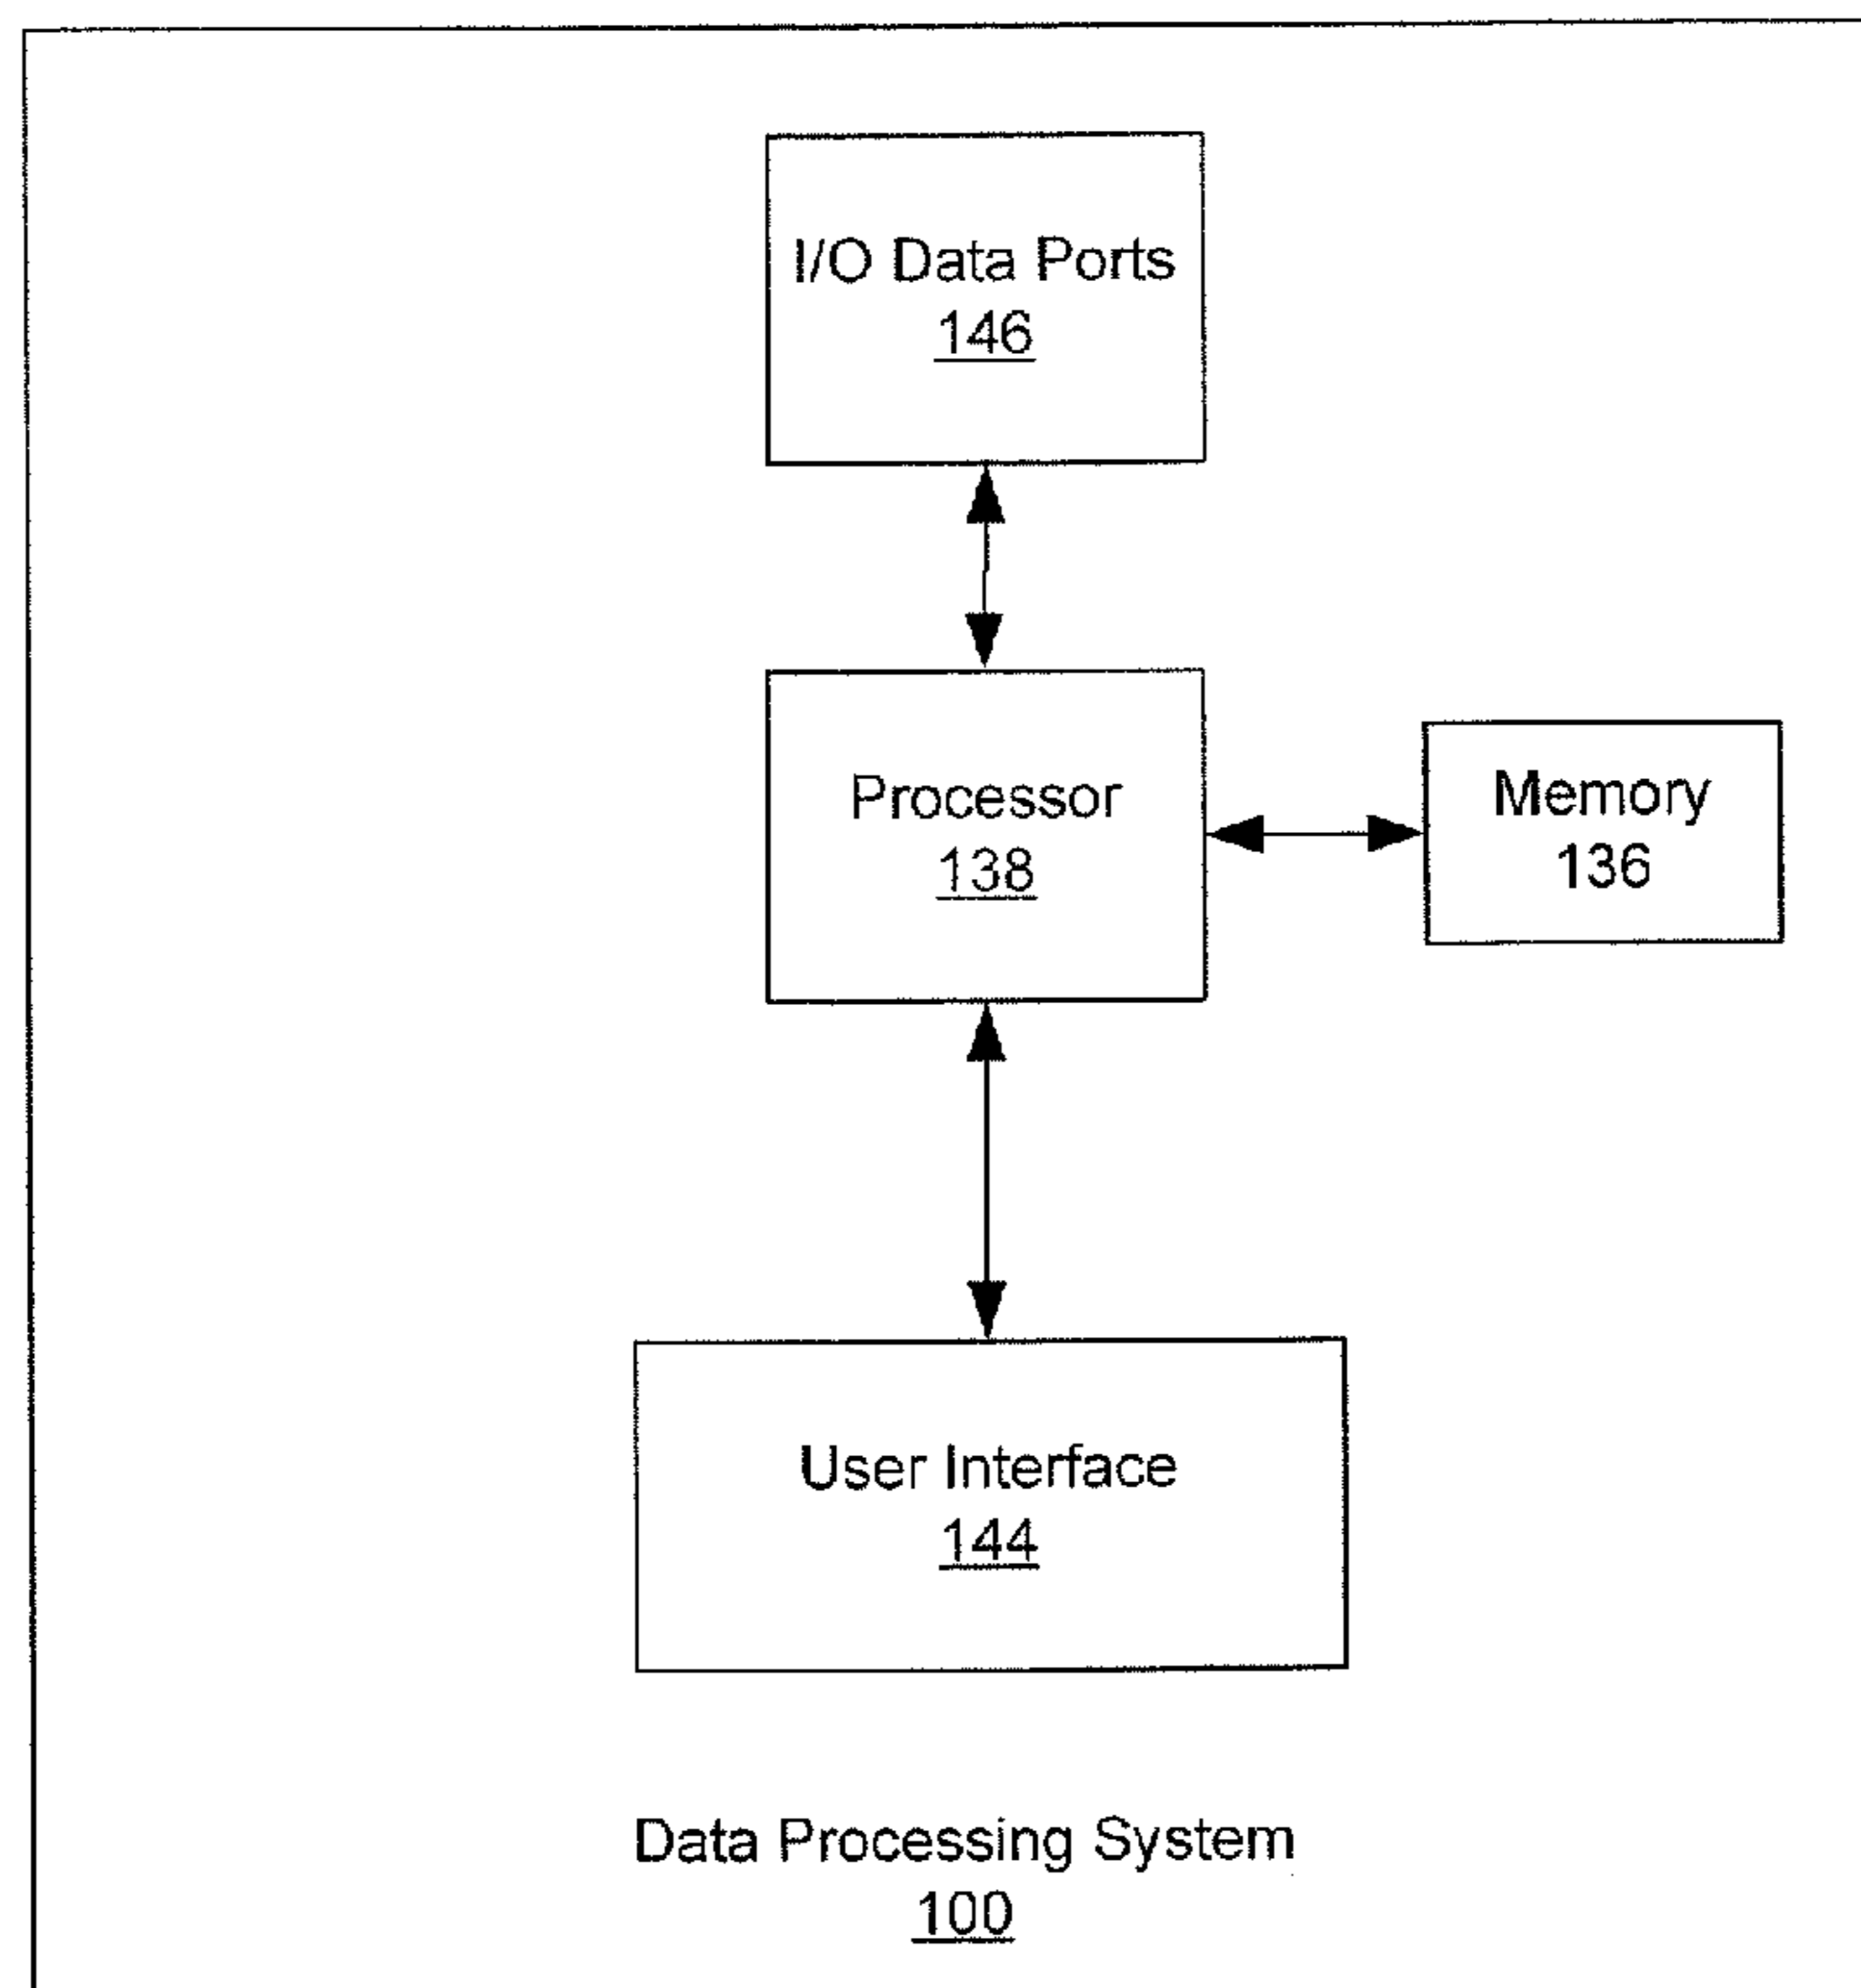 I/O Data Ports
146
Processor
138
Memory
136
User Interface
144
Data Processing System
100